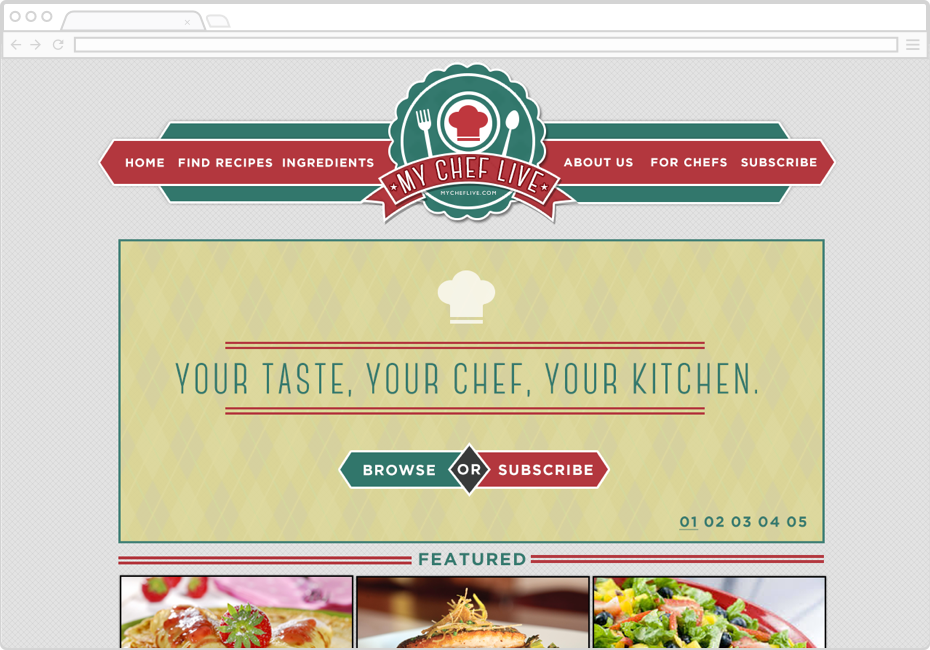 HOME FIND RECIPES INGREDIENTS
MY CHEF LIVE
MYCHEFLIVE.COM
ABOUT US FOR CHEFS SUBSCRIBE
YOUR TASTE, YOUR CHEF, YOUR KITCHEN.
BROWSE OR SUBSCRIBE
01 02 03 04 05
FEATURED